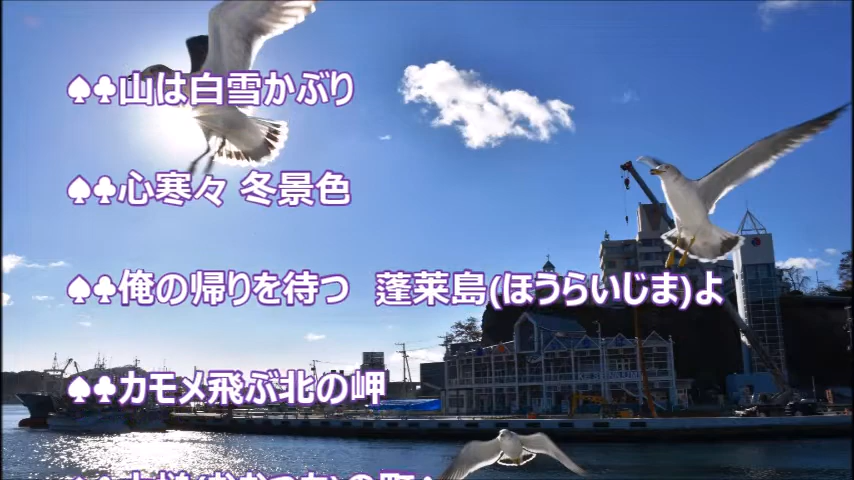 ♠♣山は白雪かぶり
♠♣心寒々 冬景色
♠♣俺の帰りを待つ 蓬莱島(ほうらいじま)よ
♠♣カモメ飛ぶ北の岬